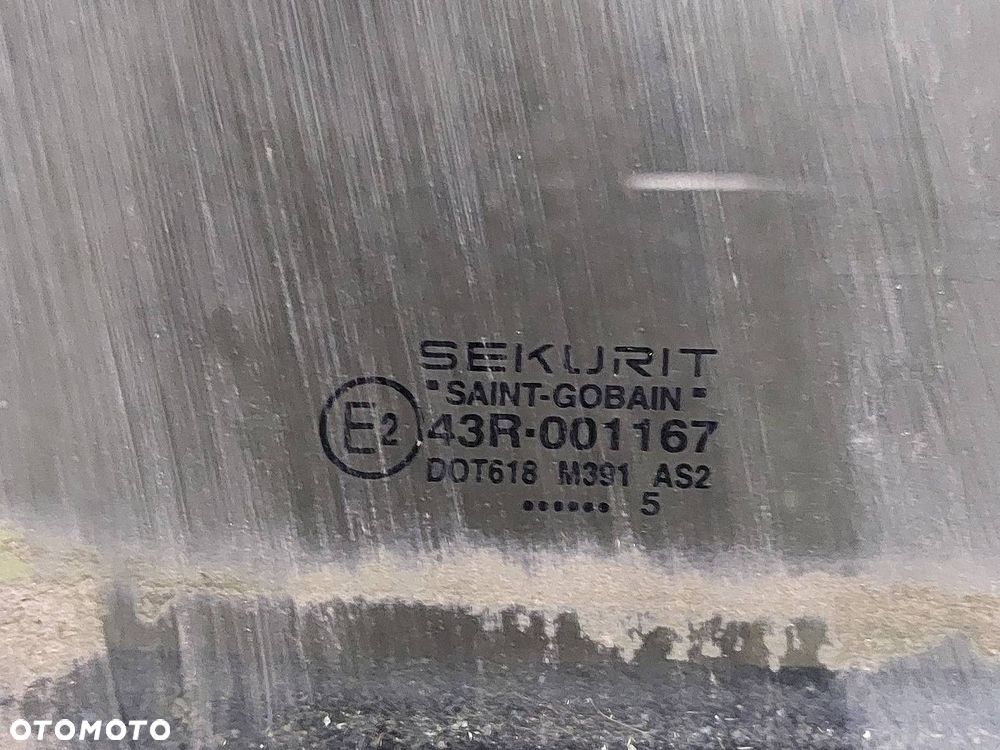 SEKURIT
"SAINT-GOBAIN"
E2 43R-001167
DOT618 M391 AS2
•••••• 5
OTOMOTO